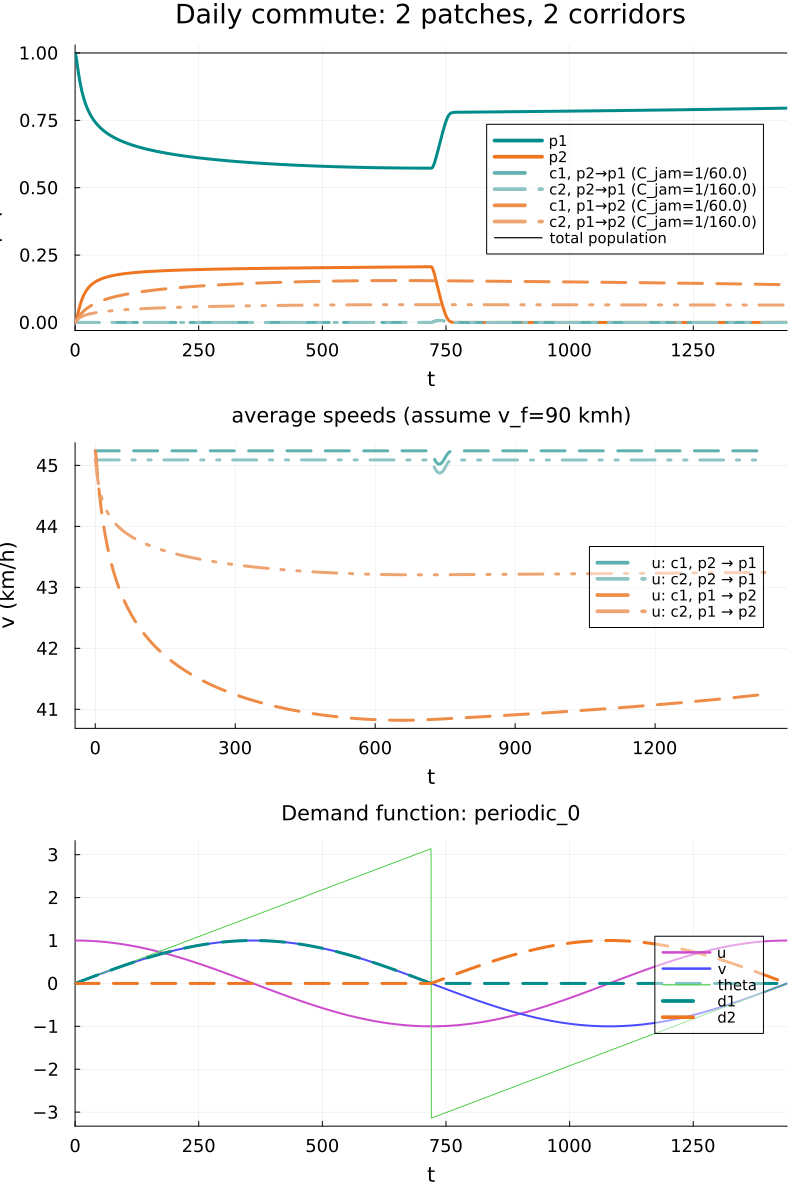 Daily commute: 2 patches, 2 corridors
1.00
0.75
0.50
0.25
0.00
p1
p2
c1, p2→p1 (C_jam=1/60.0)
c2, p2→p1 (C_jam=1/160.0)
c1, p1→p2 (C_jam=1/60.0)
c2, p1→p2 (C_jam=1/160.0)
total population
0 250 500 750 1000 1250
t
average speeds (assume v_f=90 kmh)
v (km/h)
45
44
43
42
41
u: c1, p2 → p1
u: c2, p2 → p1
u: c1, p1 → p2
u: c2, p1 → p2
0 300 600 900 1200
t
Demand function: periodic_0
3
2
1
0
−1
−2
−3
u
v
theta
d1
d2
0 250 500 750 1000 1250
t